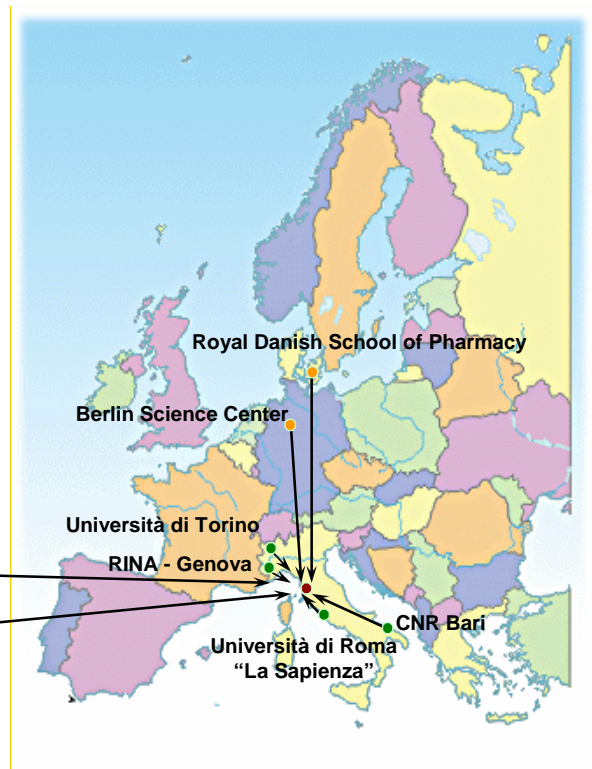 Royal Danish School of Pharmacy
Berlin Science Center
Università di Torino
RINA - Genova
CNR Bari
Università di Roma
“La Sapienza”